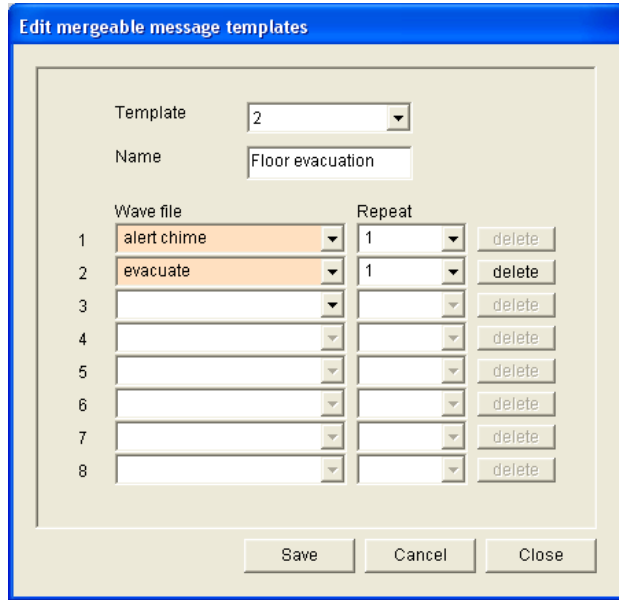 Edit mergeable message templates
Template 2
Name Floor evacuation
Wave file Repeat
1 alert chime 1 delete
2 evacuate 1 delete
3 delete
4 delete
5 delete
6 delete
7 delete
8 delete
Save Cancel Close